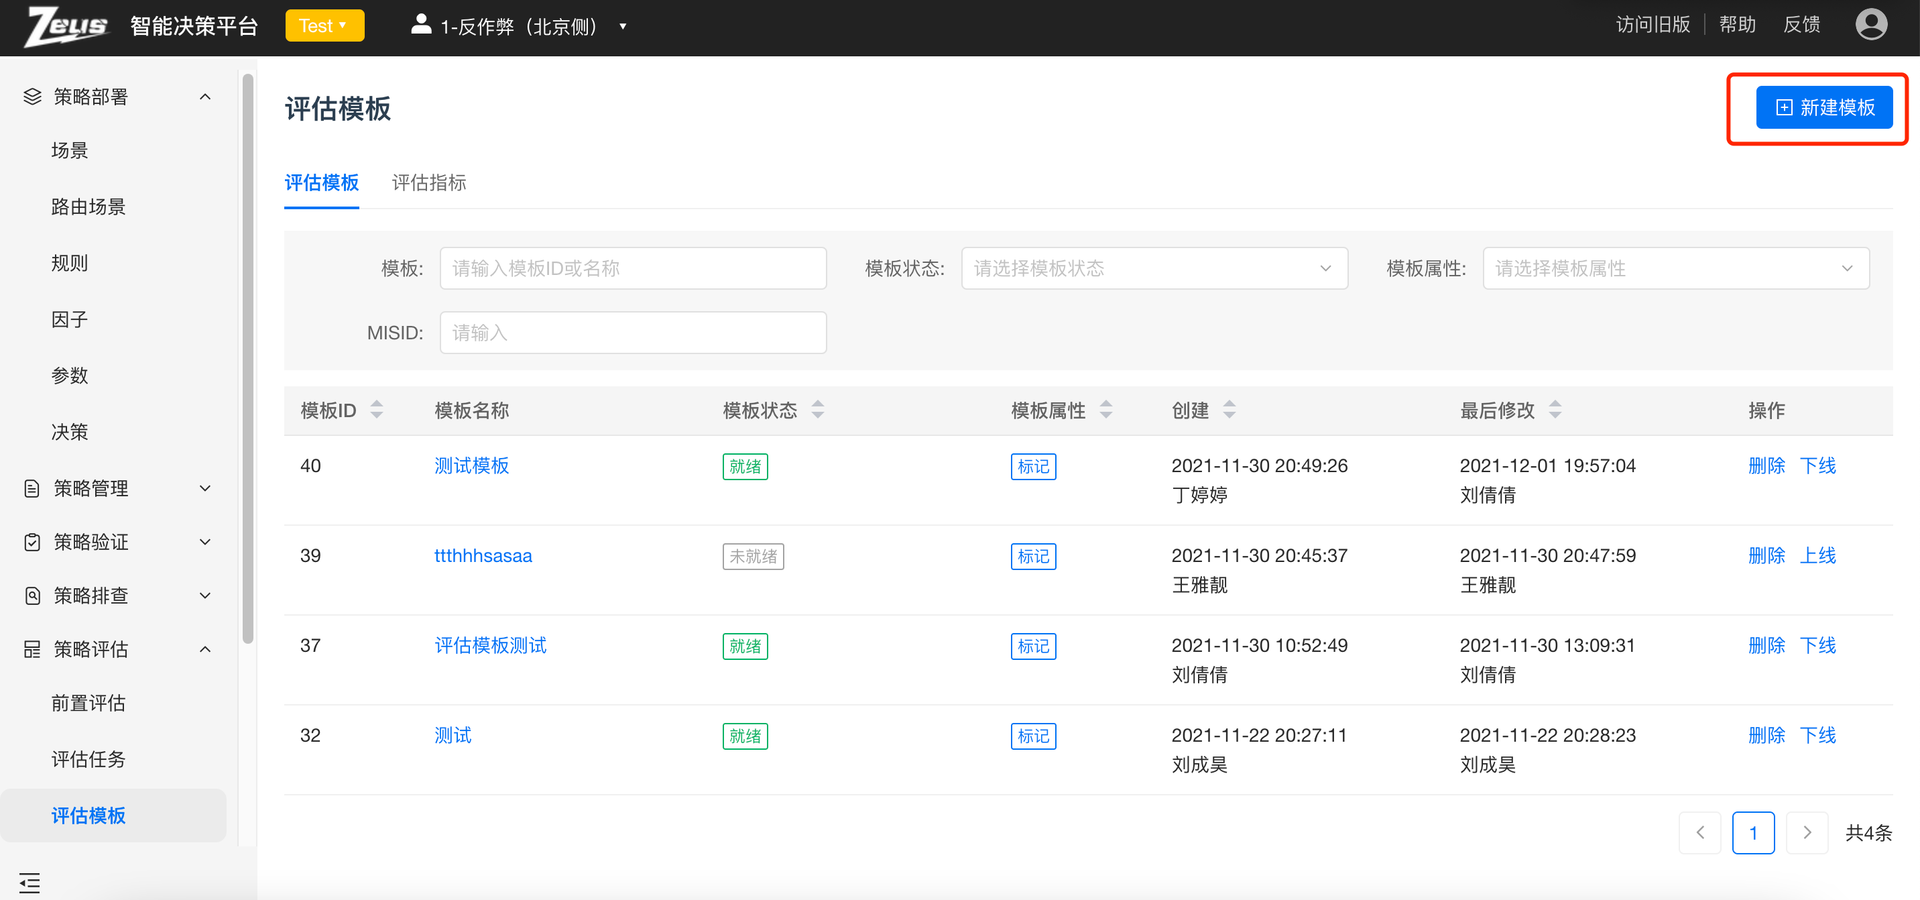 Zeus 智能决策平台 Test 1-反作弊（北京侧） 访问旧版 帮助 反馈
策略部署
场景
路由场景
规则
因子
参数
决策
策略管理
策略验证
策略排查
策略评估
前置评估
评估任务
评估模板
评估模板
新建模板
评估模板 评估指标
模板: 请输入模板ID或名称 模板状态: 请选择模板状态 模板属性: 请选择模板属性
MISID: 请输入
模板ID 模板名称 模板状态 模板属性 创建 最后修改 操作
40 测试模板 就绪 标记 2021-11-30 20:49:26 2021-12-01 19:57:04 删除 下线
丁婷婷 刘倩倩
39 ttthhhsasaa 未就绪 标记 2021-11-30 20:45:37 2021-11-30 20:47:59 删除 上线
王雅靓 王雅靓
37 评估模板测试 就绪 标记 2021-11-30 10:52:49 2021-11-30 13:09:31 删除 下线
刘倩倩 刘倩倩
32 测试 就绪 标记 2021-11-22 20:27:11 2021-11-22 20:28:23 删除 下线
刘成昊 刘成昊
1 共4条